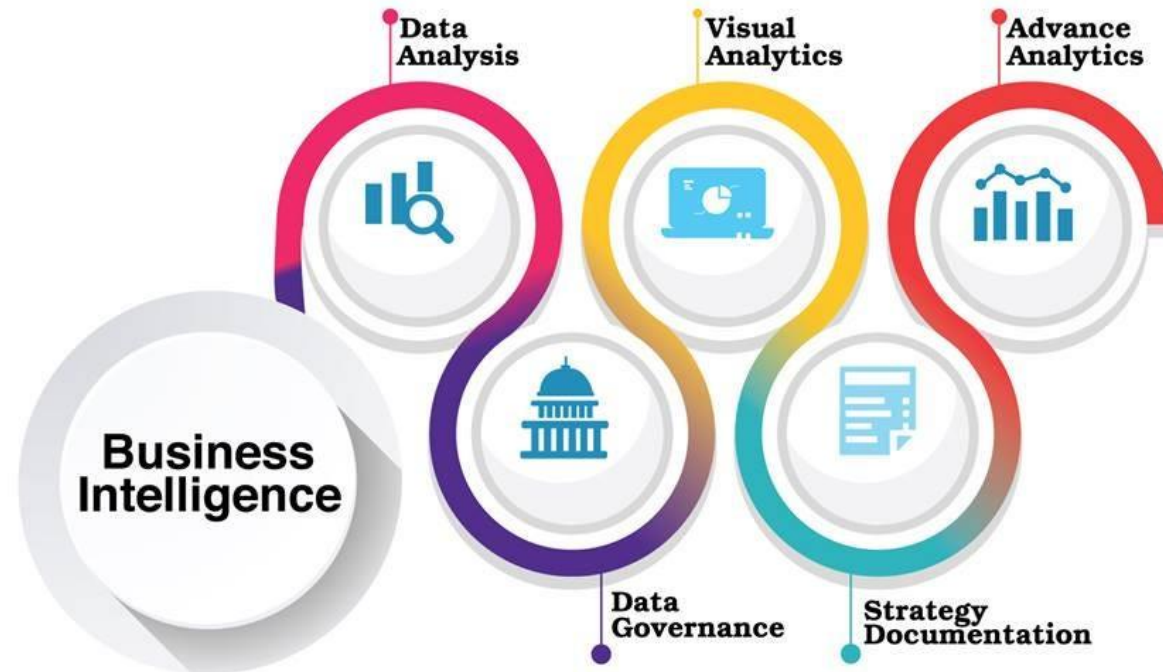 Data
Analysis
Visual
Analytics
Advance
Analytics
Business
Intelligence
Data
Governance
Strategy
Documentation